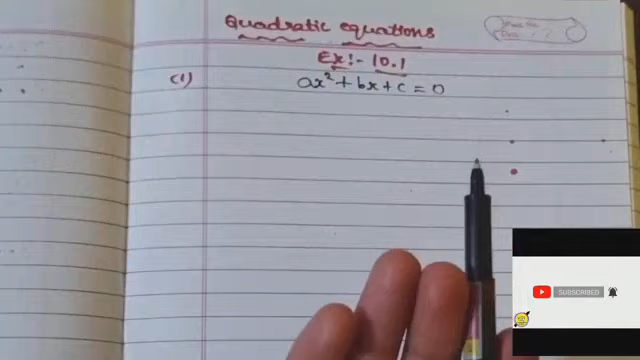 Quadratic equations
Ex:- 10.1
(1) ax² + bx + c = 0
SUBSCRIBED